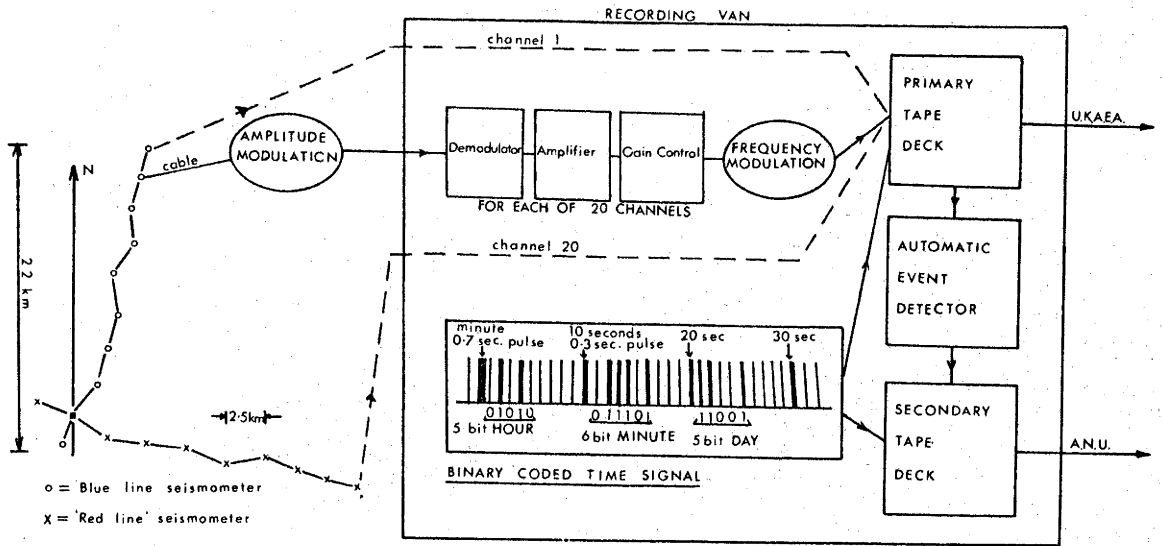 RECORDING VAN
channel 1
PRIMARY
TAPE
DECK
U.K.A.E.A.
AMPLITUDE
MODULATION
cable
N
22 km
Demodulator
Amplifier
Gain Control
FREQUENCY
MODULATION
FOR EACH OF 20 CHANNELS
channel 20
AUTOMATIC
EVENT
DETECTOR
minute
0·7 sec. pulse
10 seconds
0·3 sec. pulse
20 sec
30 sec
01010
5 bit HOUR
011101
6 bit MINUTE
11001
5 bit DAY
BINARY CODED TIME SIGNAL
SECONDARY
TAPE
DECK
A.N.U.
2·5km
o = Blue line seismometer
x = 'Red line' seismometer